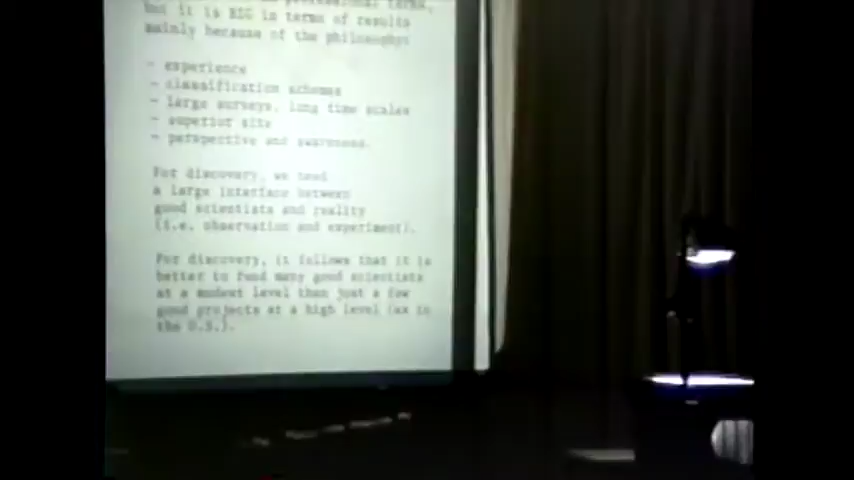 professional terms,
but it is BIG in terms of results
mainly because of the philosophy:
- experience
- classification schemes
- large surveys, long time scales
- superior site
- perspective and awareness.
For discovery, we need
a large interface between
good scientists and reality
(i.e. observation and experiment).
For discovery, it follows that it is
better to fund many good scientists
at a modest level than just a few
good projects at a high level (as in
the U.S.).